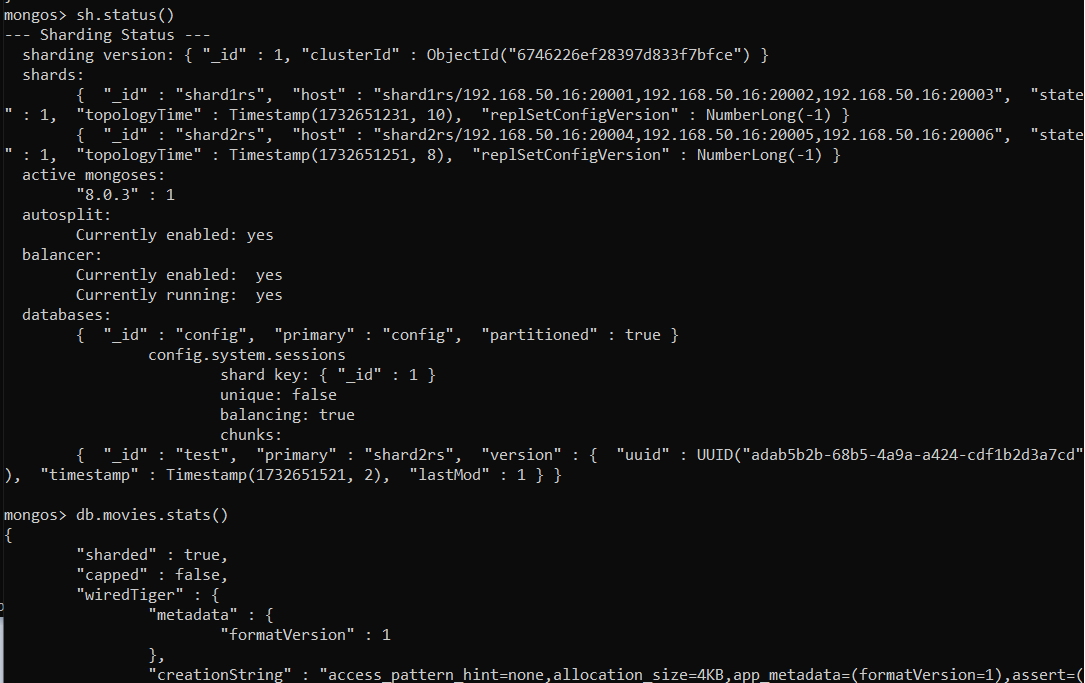 mongos> sh.status()
--- Sharding Status ---
  sharding version: { "_id" : 1, "clusterId" : ObjectId("6746226ef28397d833f7bfce") }
  shards:
        {  "_id" : "shard1rs",  "host" : "shard1rs/192.168.50.16:20001,192.168.50.16:20002,192.168.50.16:20003",  "state
" : 1,  "topologyTime" : Timestamp(1732651231, 10),  "replSetConfigVersion" : NumberLong(-1) }
        {  "_id" : "shard2rs",  "host" : "shard2rs/192.168.50.16:20004,192.168.50.16:20005,192.168.50.16:20006",  "state
" : 1,  "topologyTime" : Timestamp(1732651251, 8),  "replSetConfigVersion" : NumberLong(-1) }
  active mongoses:
        "8.0.3" : 1
  autosplit:
        Currently enabled: yes
  balancer:
        Currently enabled:  yes
        Currently running:  yes
  databases:
        {  "_id" : "config",  "primary" : "config",  "partitioned" : true }
                config.system.sessions
                        shard key: { "_id" : 1 }
                        unique: false
                        balancing: true
                        chunks:
        {  "_id" : "test",  "primary" : "shard2rs",  "version" : {  "uuid" : UUID("adab5b2b-68b5-4a9a-a424-cdf1b2d3a7cd"
),  "timestamp" : Timestamp(1732651521, 2),  "lastMod" : 1 } }
mongos> db.movies.stats()
{
        "sharded" : true,
        "capped" : false,
        "wiredTiger" : {
                "metadata" : {
                        "formatVersion" : 1
                },
                "creationString" : "access_pattern_hint=none,allocation_size=4KB,app_metadata=(formatVersion=1),assert=(